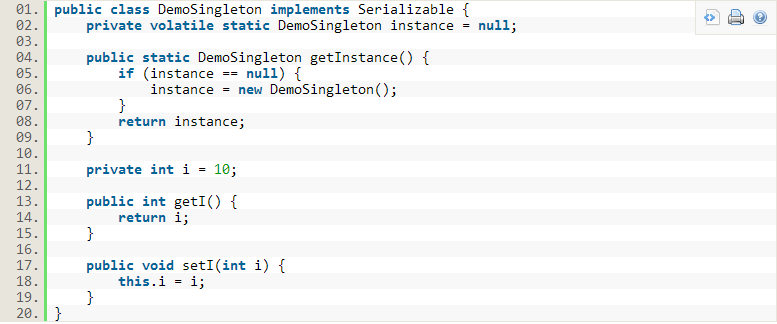 01. public class DemoSingleton implements Serializable {
02.     private volatile static DemoSingleton instance = null;
03.
04.     public static DemoSingleton getInstance() {
05.         if (instance == null) {
06.             instance = new DemoSingleton();
07.         }
08.         return instance;
09.     }
10.
11.     private int i = 10;
12.
13.     public int getI() {
14.         return i;
15.     }
16.
17.     public void setI(int i) {
18.         this.i = i;
19.     }
20. }